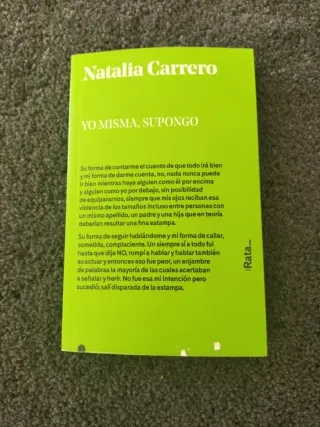 Natalia Carrero
YO MISMA, SUPONGO
Su forma de contarme el cuento de que todo irá bien
y mi forma de darme cuenta, no, nada nunca puede
ir bien mientras haya alguien como él por encima
y alguien como yo por debajo, sin posibilidad
de equipararnos, siempre que mis ojos reciban esa
violencia de los tamaños incluso entre personas con
un mismo apellido, un padre y una hija que en teoría
deberían resultar una fina estampa.
Su forma de seguir hablándome y mi forma de callar,
sometida, complaciente. Un siempre sí a todo fui
hasta que dije NO, rompí a hablar y hablar también
es actuar y entonces eso fue peor, un enjambre
de palabras la mayoría de las cuales acertaban
a señalar y herir. No fue esa mi intención pero
sucedió; salí disparada de la estampa.
:Rata_